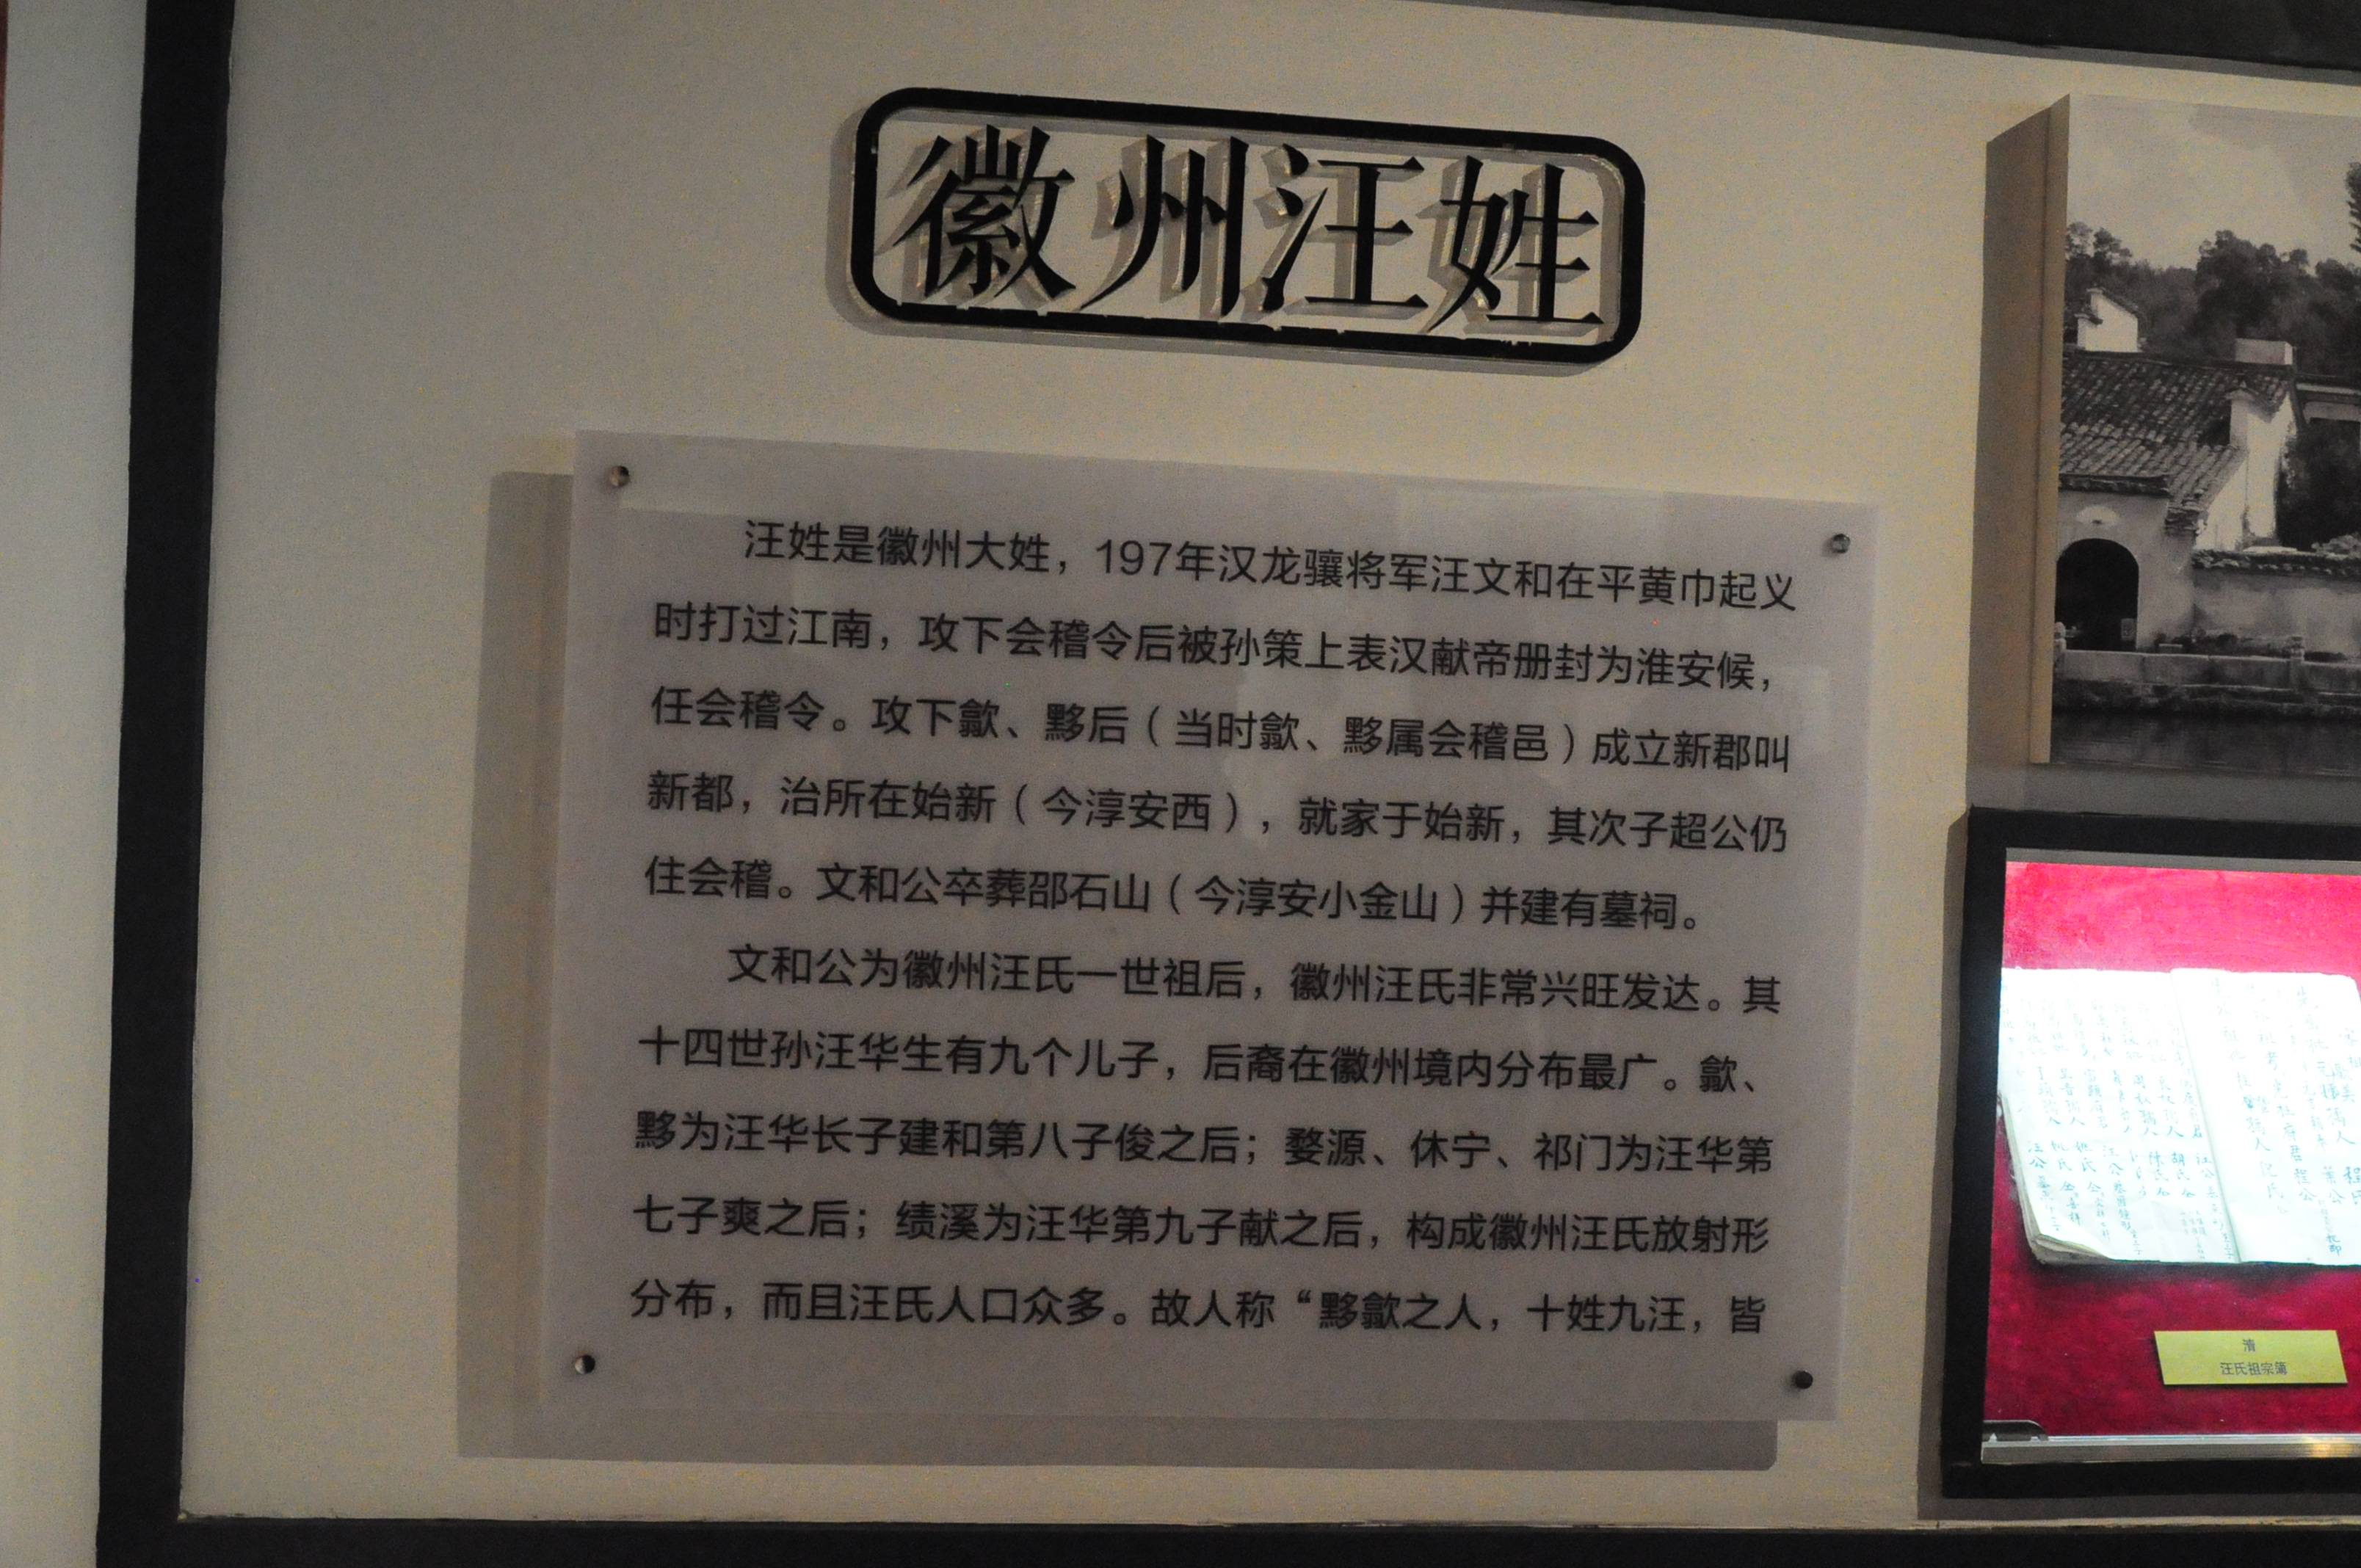 徽州汪姓
汪姓是徽州大姓，197年汉龙骧将军汪文和在平黄巾起义
时打过江南，攻下会稽令后被孙策上表汉献帝册封为淮安候，
任会稽令。攻下歙、黟后（当时歙、黟属会稽邑）成立新郡叫
新都，治所在始新（今淳安西），就家于始新，其次子超公仍
住会稽。文和公卒葬邵石山（今淳安小金山）并建有墓祠。
文和公为徽州汪氏一世祖后，徽州汪氏非常兴旺发达。其
十四世孙汪华生有九个儿子，后裔在徽州境内分布最广。歙、
黟为汪华长子建和第八子俊之后；婺源、休宁、祁门为汪华第
七子爽之后；绩溪为汪华第九子献之后，构成徽州汪氏放射形
分布，而且汪氏人口众多。故人称“黟歙之人，十姓九汪，皆
清
汪氏祖宗簿